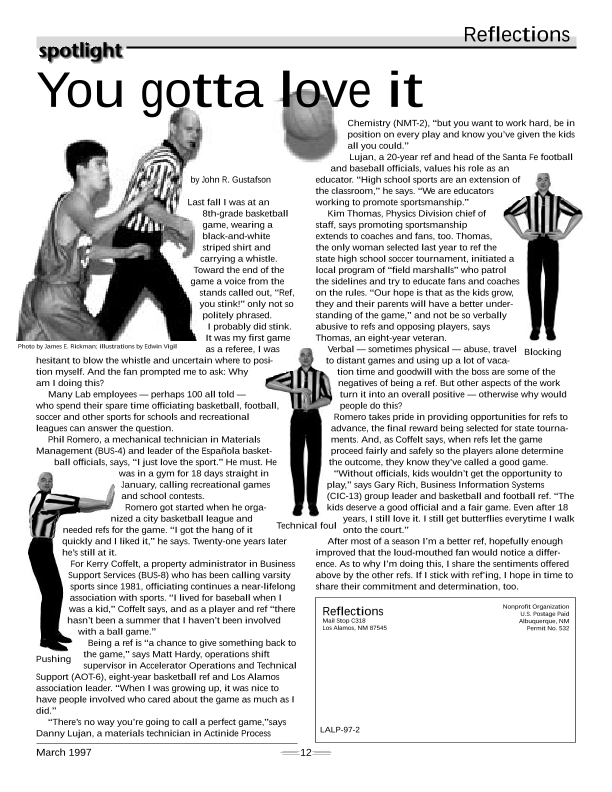 Reflections
spotlight
You gotta love it
by John R. Gustafson
Last fall I was at an
8th-grade basketball
game, wearing a
black-and-white
striped shirt and
carrying a whistle.
Toward the end of the
game a voice from the
stands called out, “Ref,
you stink!” only not so
politely phrased.
I probably did stink.
It was my first game
as a referee, I was
Photo by James E. Rickman; illustrations by Edwin Vigil
hesitant to blow the whistle and uncertain where to posi-
tion myself. And the fan prompted me to ask: Why
am I doing this?
Many Lab employees — perhaps 100 all told —
who spend their spare time officiating basketball, football,
soccer and other sports for schools and recreational
leagues can answer the question.
Phil Romero, a mechanical technician in Materials
Management (BUS-4) and leader of the Española basket-
ball officials, says, “I just love the sport.” He must. He
was in a gym for 18 days straight in
January, calling recreational games
and school contests.
Romero got started when he orga-
nized a city basketball league and
needed refs for the game. “I got the hang of it
quickly and I liked it,” he says. Twenty-one years later
he’s still at it.
For Kerry Coffelt, a property administrator in Business
Support Services (BUS-8) who has been calling varsity
sports since 1981, officiating continues a near-lifelong
association with sports. “I lived for baseball when I
was a kid,” Coffelt says, and as a player and ref “there
hasn’t been a summer that I haven’t been involved
with a ball game.”
Being a ref is “a chance to give something back to
the game,” says Matt Hardy, operations shift
supervisor in Accelerator Operations and Technical
Support (AOT-6), eight-year basketball ref and Los Alamos
association leader. “When I was growing up, it was nice to
have people involved who cared about the game as much as I
did.”
“There’s no way you’re going to call a perfect game,”says
Danny Lujan, a materials technician in Actinide Process
Pushing
Chemistry (NMT-2), “but you want to work hard, be in
position on every play and know you’ve given the kids
all you could.”
Lujan, a 20-year ref and head of the Santa Fe football
and baseball officials, values his role as an
educator. “High school sports are an extension of
the classroom,” he says. “We are educators
working to promote sportsmanship.”
Kim Thomas, Physics Division chief of
staff, says promoting sportsmanship
extends to coaches and fans, too. Thomas,
the only woman selected last year to ref the
state high school soccer tournament, initiated a
local program of “field marshalls” who patrol
the sidelines and try to educate fans and coaches
on the rules. “Our hope is that as the kids grow,
they and their parents will have a better under-
standing of the game,” and not be so verbally
abusive to refs and opposing players, says
Thomas, an eight-year veteran.
Verbal — sometimes physical — abuse, travel
to distant games and using up a lot of vaca-
tion time and goodwill with the boss are some of the
negatives of being a ref. But other aspects of the work
turn it into an overall positive — otherwise why would
people do this?
Romero takes pride in providing opportunities for refs to
advance, the final reward being selected for state tourna-
ments. And, as Coffelt says, when refs let the game
proceed fairly and safely so the players alone determine
the outcome, they know they’ve called a good game.
“Without officials, kids wouldn’t get the opportunity to
play,” says Gary Rich, Business Information Systems
(CIC-13) group leader and basketball and football ref. “The
kids deserve a good official and a fair game. Even after 18
years, I still love it. I still get butterflies everytime I walk
onto the court.”
After most of a season I’m a better ref, hopefully enough
improved that the loud-mouthed fan would notice a differ-
ence. As to why I’m doing this, I share the sentiments offered
above by the other refs. If I stick with ref’ing, I hope in time to
share their commitment and determination, too.
Blocking
Technical foul
Reflections
Mail Stop C318
Los Alamos, NM 87545
Nonprofit Organization
U.S. Postage Paid
Albuquerque, NM
Permit No. 532
LALP-97-2
March 1997
12